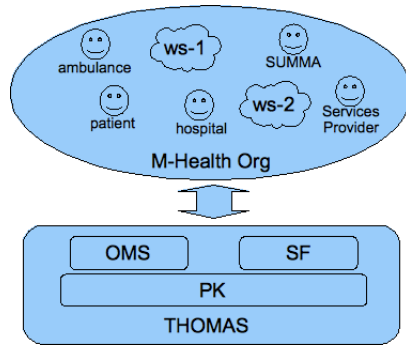 ws-1
ambulance
SUMMA
patient
hospital
ws-2
Services
Provider
M-Health Org
OMS
SF
PK
THOMAS